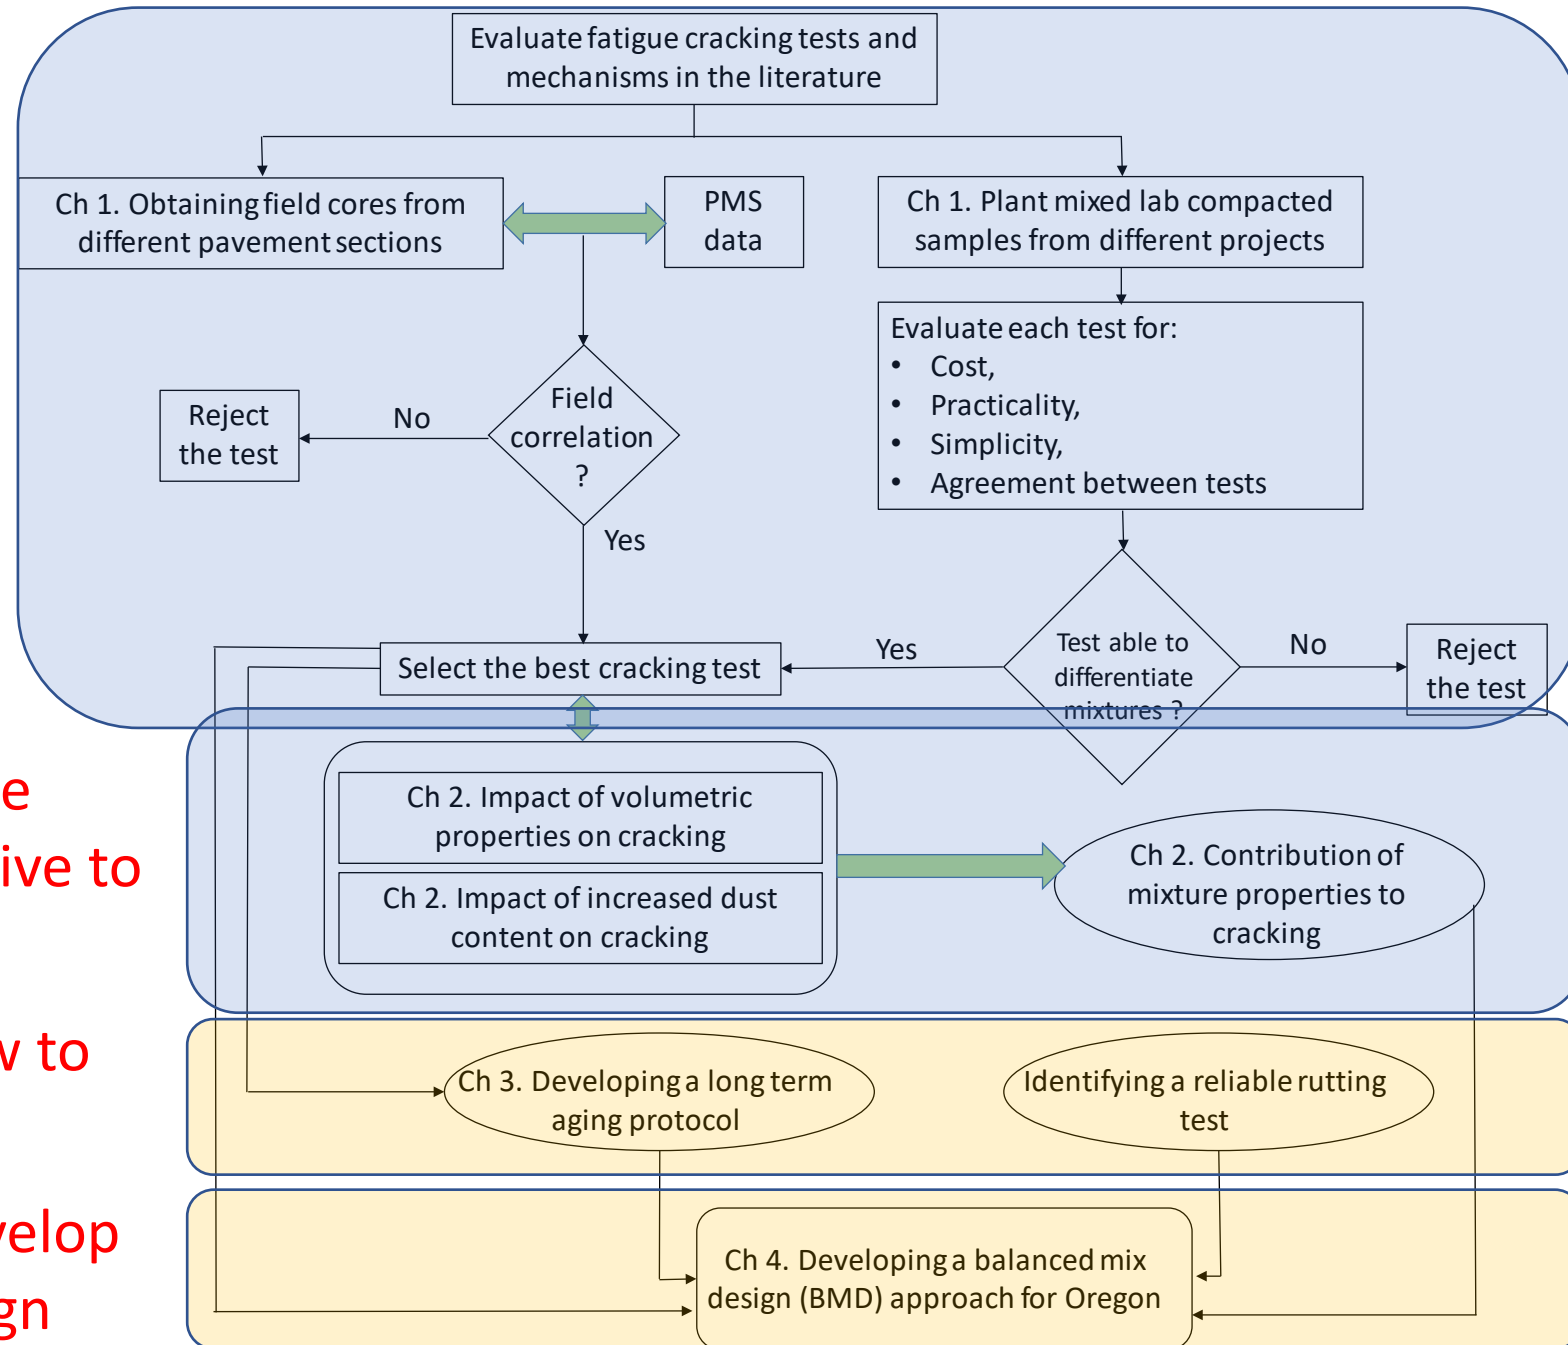 Evaluate fatigue cracking tests and
mechanisms in the literature
Ch 1. Obtaining field cores from
different pavement sections
PMS
data
Ch 1. Plant mixed lab compacted
samples from different projects
Evaluate each test for:
• Cost,
• Practicality,
• Simplicity,
• Agreement between tests
Reject
the test
No
Field
correlation
?
Yes
Select the best cracking test
Yes
Test able to
differentiate
mixtures ?
No
Reject
the test
Ch 2. Impact of volumetric
properties on cracking
Ch 2. Impact of increased dust
content on cracking
Ch 2. Contribution of
mixture properties to
cracking
e
ive to
w to
Ch 3. Developing a long term
aging protocol
Identifying a reliable rutting
test
velop
gn
Ch 4. Developing a balanced mix
design (BMD) approach for Oregon